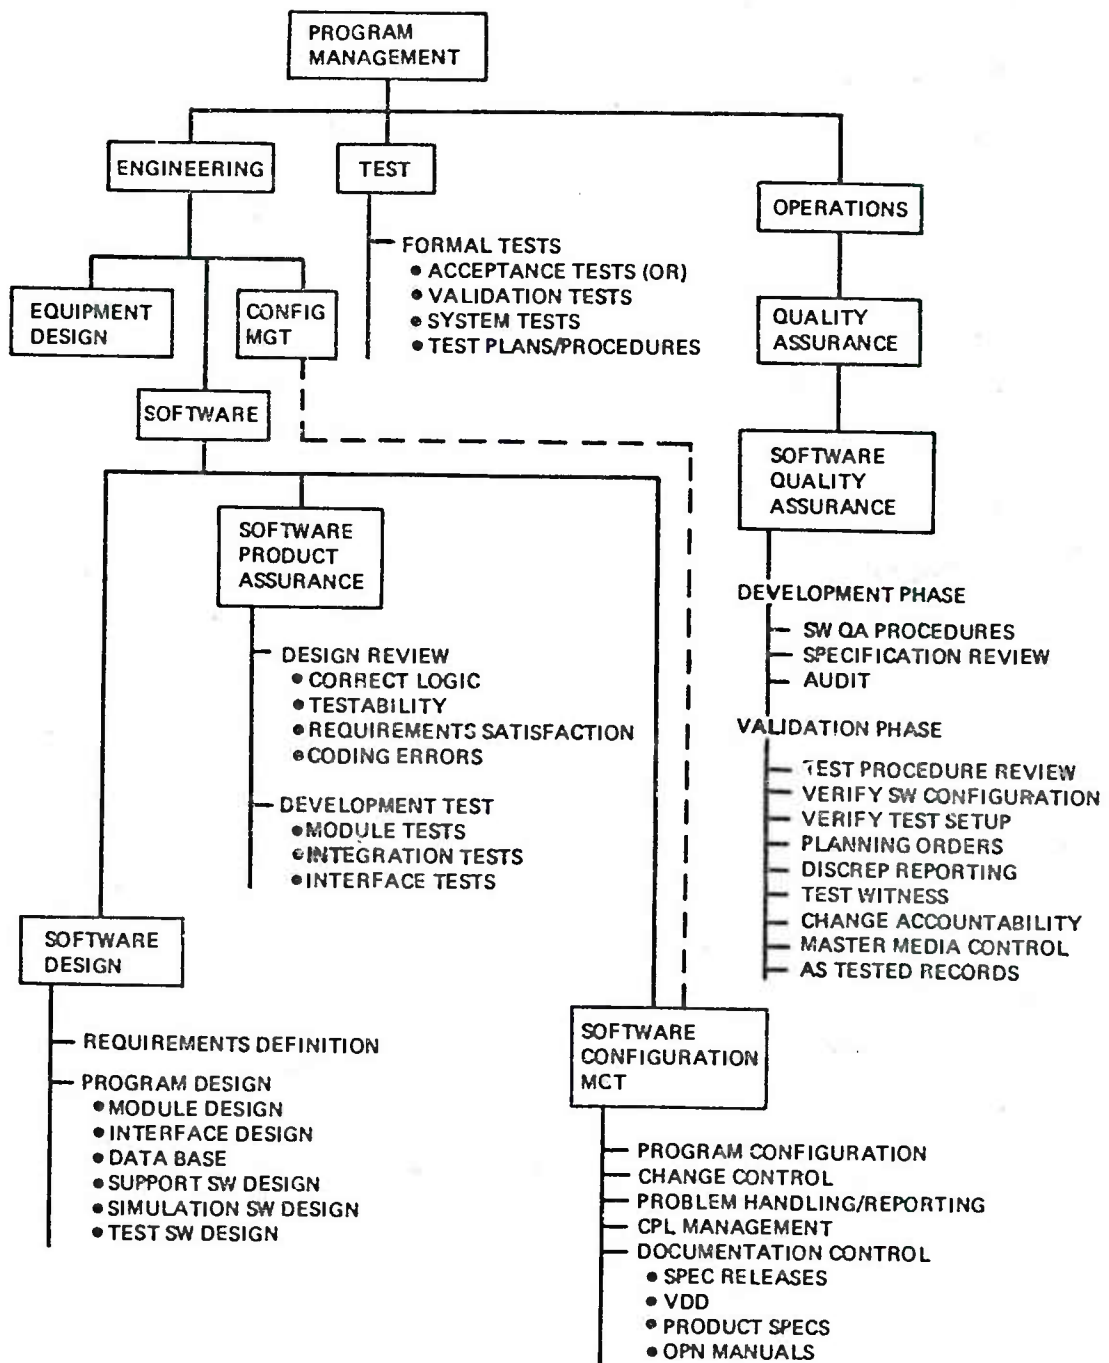 PROGRAM
MANAGEMENT
ENGINEERING
TEST
OPERATIONS
FORMAL TESTS
• ACCEPTANCE TESTS (OR)
• VALIDATION TESTS
• SYSTEM TESTS
• TEST PLANS/PROCEDURES
EQUIPMENT
DESIGN
CONFIG
MGT
QUALITY
ASSURANCE
SOFTWARE
SOFTWARE
QUALITY
ASSURANCE
SOFTWARE
PRODUCT
ASSURANCE
DESIGN REVIEW
• CORRECT LOGIC
• TESTABILITY
• REQUIREMENTS SATISFACTION
• CODING ERRORS
DEVELOPMENT TEST
• MODULE TESTS
• INTEGRATION TESTS
• INTERFACE TESTS
DEVELOPMENT PHASE
SW QA PROCEDURES
SPECIFICATION REVIEW
AUDIT
VALIDATION PHASE
TEST PROCEDURE REVIEW
VERIFY SW CONFIGURATION
VERIFY TEST SETUP
PLANNING ORDERS
DISCREP REPORTING
TEST WITNESS
CHANGE ACCOUNTABILITY
MASTER MEDIA CONTROL
AS TESTED RECORDS
SOFTWARE
DESIGN
REQUIREMENTS DEFINITION
PROGRAM DESIGN
• MODULE DESIGN
• INTERFACE DESIGN
• DATA BASE
• SUPPORT SW DESIGN
• SIMULATION SW DESIGN
• TEST SW DESIGN
SOFTWARE
CONFIGURATION
MCT
PROGRAM CONFIGURATION
CHANGE CONTROL
PROBLEM HANDLING/REPORTING
CPL MANAGEMENT
DOCUMENTATION CONTROL
• SPEC RELEASES
• VDD
• PRODUCT SPECS
• OPN MANUALS